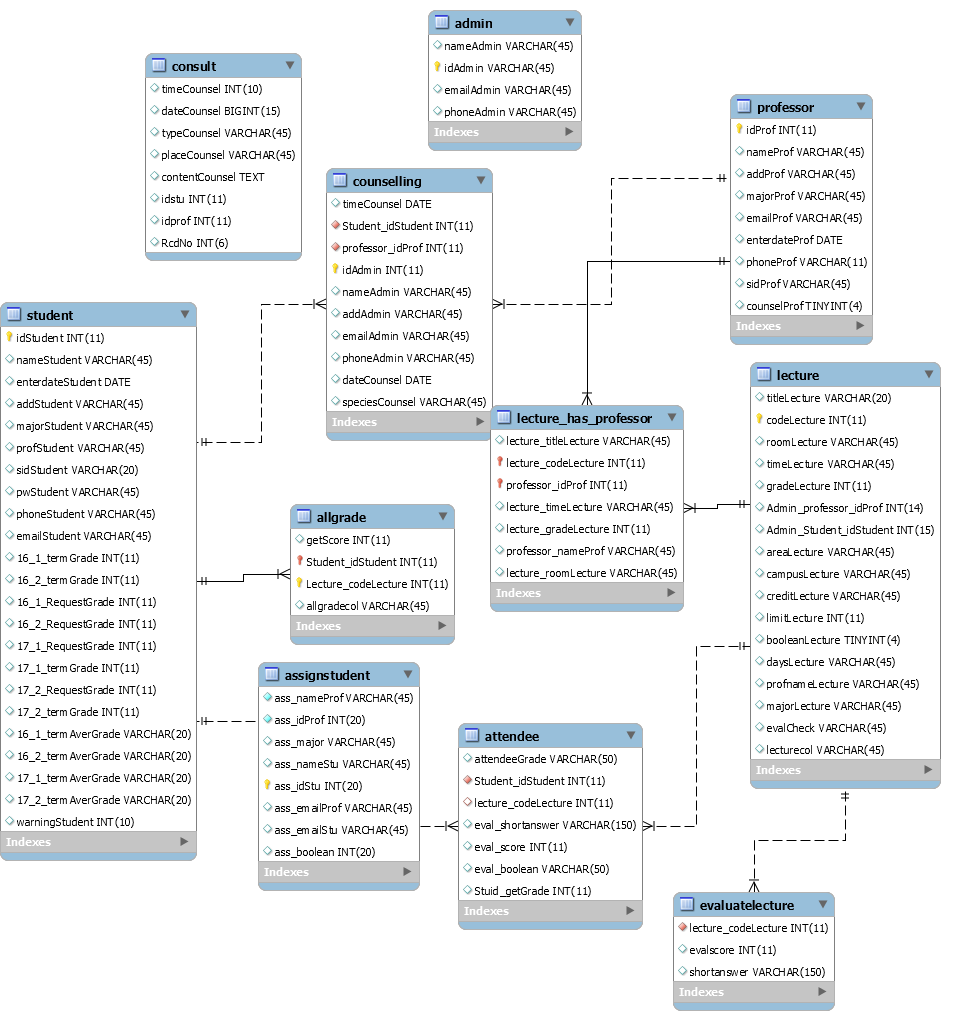 admin
nameAdmin VARCHAR(45)
idAdmin VARCHAR(45)
emailAdmin VARCHAR(45)
phoneAdmin VARCHAR(45)
Indexes
consult
timeCounsel INT(10)
dateCounsel BIGINT(15)
typeCounsel VARCHAR(45)
placeCounsel VARCHAR(45)
contentCounsel TEXT
idstu INT(11)
idprof INT(11)
RcdNo INT(6)
professor
idProf INT(11)
nameProf VARCHAR(45)
addProf VARCHAR(45)
majorProf VARCHAR(45)
emailProf VARCHAR(45)
enterdateProf DATE
phoneProf VARCHAR(11)
sidProf VARCHAR(45)
counselProf TINYINT(4)
Indexes
counselling
timeCounsel DATE
Student_idStudent INT(11)
professor_idProf INT(11)
idAdmin INT(11)
nameAdmin VARCHAR(45)
addAdmin VARCHAR(45)
emailAdmin VARCHAR(45)
phoneAdmin VARCHAR(45)
dateCounsel DATE
speciesCounsel VARCHAR(45)
Indexes
student
idStudent INT(11)
nameStudent VARCHAR(45)
enterdateStudent DATE
addStudent VARCHAR(45)
majorStudent VARCHAR(45)
profStudent VARCHAR(45)
sidStudent VARCHAR(20)
pwStudent VARCHAR(45)
phoneStudent VARCHAR(45)
emailStudent VARCHAR(45)
16_1_termGrade INT(11)
16_2_termGrade INT(11)
16_1_RequestGrade INT(11)
16_2_RequestGrade INT(11)
17_1_RequestGrade INT(11)
17_1_termGrade INT(11)
17_2_RequestGrade INT(11)
17_2_termGrade INT(11)
16_1_termAverGrade VARCHAR(20)
16_2_termAverGrade VARCHAR(20)
17_1_termAverGrade VARCHAR(20)
17_2_termAverGrade VARCHAR(20)
warningStudent INT(10)
Indexes
lecture
titleLecture VARCHAR(20)
codeLecture INT(11)
roomLecture VARCHAR(45)
timeLecture VARCHAR(45)
gradeLecture INT(11)
Admin_professor_idProf INT(14)
Admin_Student_idStudent INT(15)
areaLecture VARCHAR(45)
campusLecture VARCHAR(45)
creditLecture VARCHAR(45)
limitLecture INT(11)
booleanLecture TINYINT(4)
daysLecture VARCHAR(45)
profnameLecture VARCHAR(45)
majorLecture VARCHAR(45)
evalCheck VARCHAR(45)
lecturecol VARCHAR(45)
Indexes
lecture_has_professor
lecture_titleLecture VARCHAR(45)
lecture_codeLecture INT(11)
professor_idProf INT(11)
lecture_timeLecture VARCHAR(45)
lecture_gradeLecture INT(11)
professor_nameProf VARCHAR(45)
lecture_roomLecture VARCHAR(45)
Indexes
allgrade
getScore INT(11)
Student_idStudent INT(11)
Lecture_codeLecture INT(11)
allgradecol VARCHAR(45)
Indexes
assignstudent
ass_nameProf VARCHAR(45)
ass_idProf INT(20)
ass_major VARCHAR(45)
ass_nameStu VARCHAR(45)
ass_idStu INT(20)
ass_emailProf VARCHAR(45)
ass_emailStu VARCHAR(45)
ass_boolean INT(20)
Indexes
attendee
attendeeGrade VARCHAR(50)
Student_idStudent INT(11)
lecture_codeLecture INT(11)
eval_shortanswer VARCHAR(150)
eval_score INT(11)
eval_boolean VARCHAR(50)
Stuid_getGrade INT(11)
Indexes
evaluatelecture
lecture_codeLecture INT(11)
evalscore INT(11)
shortanswer VARCHAR(150)
Indexes